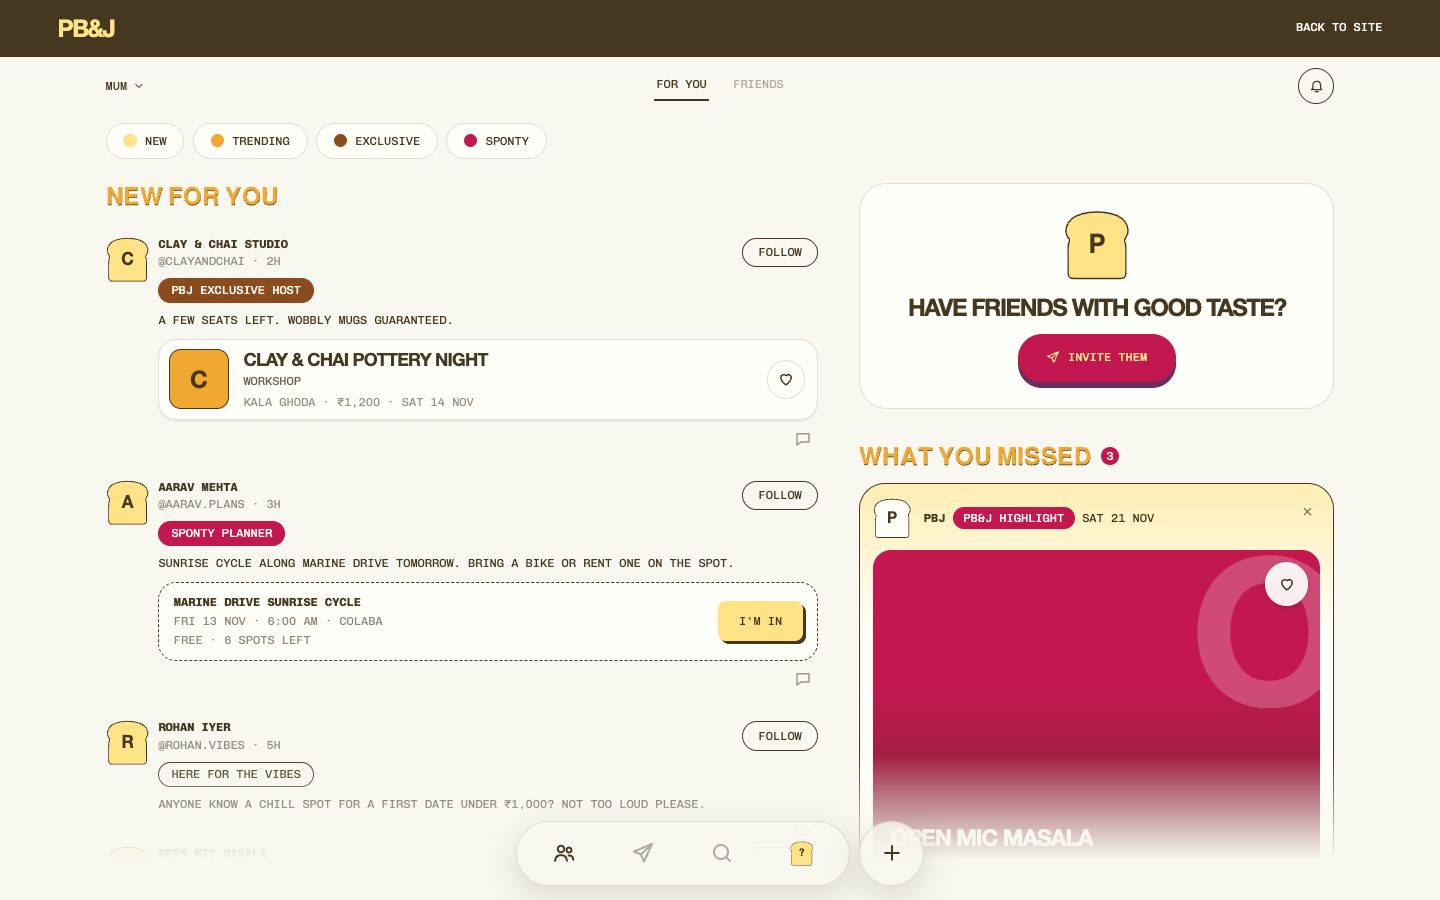 PB&J
BACK TO SITE
MUM
FOR YOU
FRIENDS
NEW
TRENDING
EXCLUSIVE
SPONTY
NEW FOR YOU
C
CLAY & CHAI STUDIO
@CLAYANDCHAI · 2H
FOLLOW
PBJ EXCLUSIVE HOST
A FEW SEATS LEFT. WOBBLY MUGS GUARANTEED.
C
CLAY & CHAI POTTERY NIGHT
WORKSHOP
KALA GHODA · ₹1,200 · SAT 14 NOV
A
AARAV MEHTA
@AARAV.PLANS · 3H
FOLLOW
SPONTY PLANNER
SUNRISE CYCLE ALONG MARINE DRIVE TOMORROW. BRING A BIKE OR RENT ONE ON THE SPOT.
MARINE DRIVE SUNRISE CYCLE
FRI 13 NOV · 6:00 AM · COLABA
FREE · 6 SPOTS LEFT
I'M IN
R
ROHAN IYER
@ROHAN.VIBES · 5H
FOLLOW
HERE FOR THE VIBES
ANYONE KNOW A CHILL SPOT FOR A FIRST DATE UNDER ₹1,000? NOT TOO LOUD PLEASE.
OPEN MIC MASALA
P
HAVE FRIENDS WITH GOOD TASTE?
INVITE THEM
WHAT YOU MISSED 3
P
PBJ PB&J HIGHLIGHT SAT 21 NOV
O
OPEN MIC MASALA
?